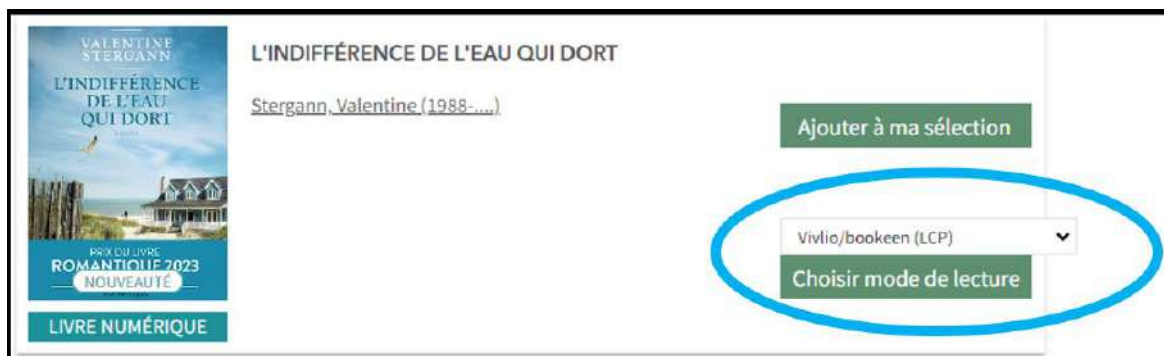 VALENTINE
STERGANN
L'INDIFFÉRENCE
DE L'EAU
QUI DORT
PRIX DU LIVRE
ROMANTIQUE 2023
NOUVEAUTÉ
LIVRE NUMÉRIQUE
L'INDIFFÉRENCE DE L'EAU QUI DORT
Stergann, Valentine (1988-....)
Ajouter à ma sélection
Vivlio/bookeen (LCP)
Choisir mode de lecture